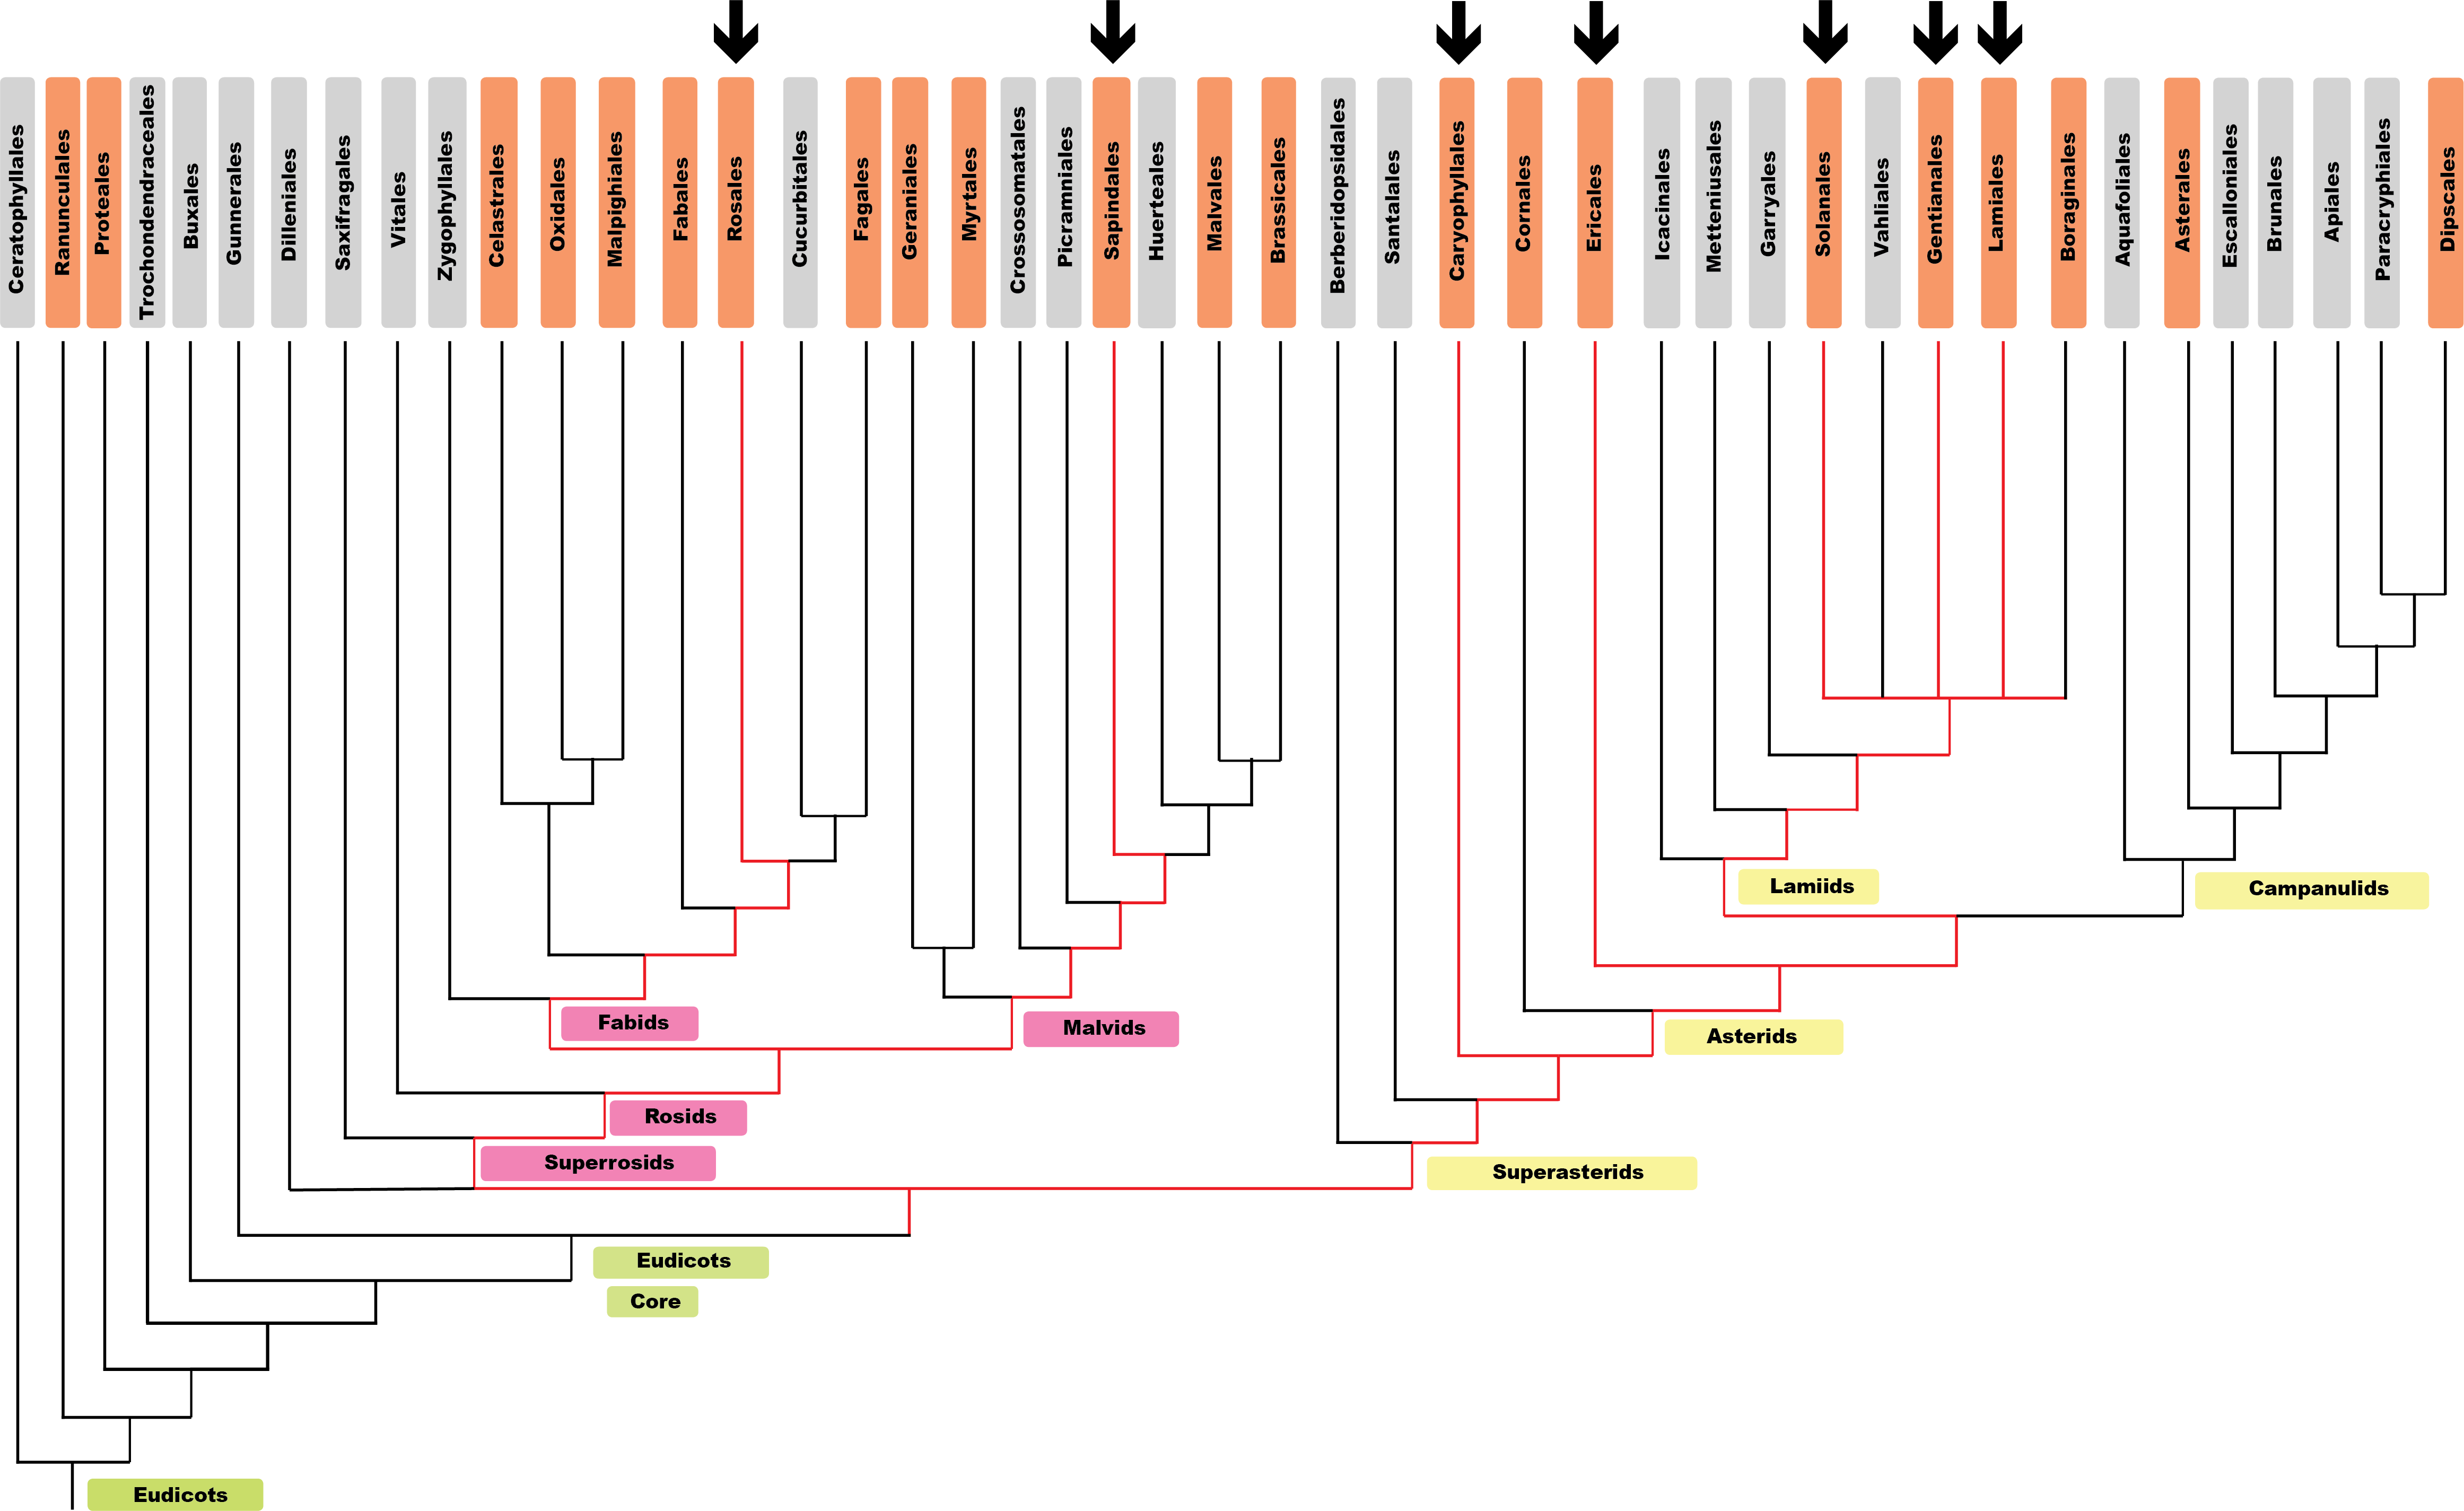 Ceratophyllales
Ranunculales
Proteales
Trochondendraceales
Buxales
Gunnerales
Dilleniales
Saxifragales
Vitales
Zygophyllales
Celastrales
Oxidales
Malpighiales
Fabales
Rosales
Cucurbitales
Fagales
Geraniales
Myrtales
Crossosomatales
Picramniales
Sapindales
Huerteales
Malvales
Brassicales
Berberidopsidales
Santalales
Caryophyllales
Cornales
Ericales
Icacinales
Metteniusales
Garryales
Solanales
Vahliales
Gentianales
Lamiales
Boraginales
Aquafoliales
Asterales
Escalloniales
Brunales
Apiales
Paracryphiales
Dipscales
Lamiids
Campanulids
Fabids
Malvids
Asterids
Rosids
Superrosids
Superasterids
Eudicots
Core
Eudicots